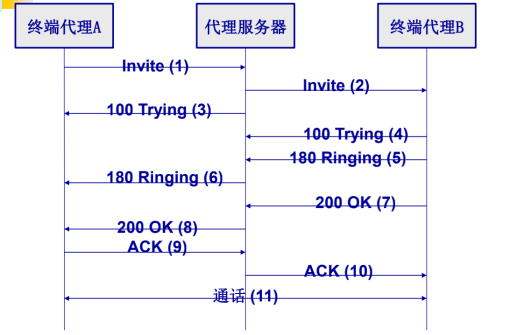 终端代理A 代理服务器 终端代理B
Invite (1)
Invite (2)
100 Trying (3)
100 Trying (4)
180 Ringing (5)
180 Ringing (6)
200 OK (7)
200 OK (8)
ACK (9)
ACK (10)
通话 (11)